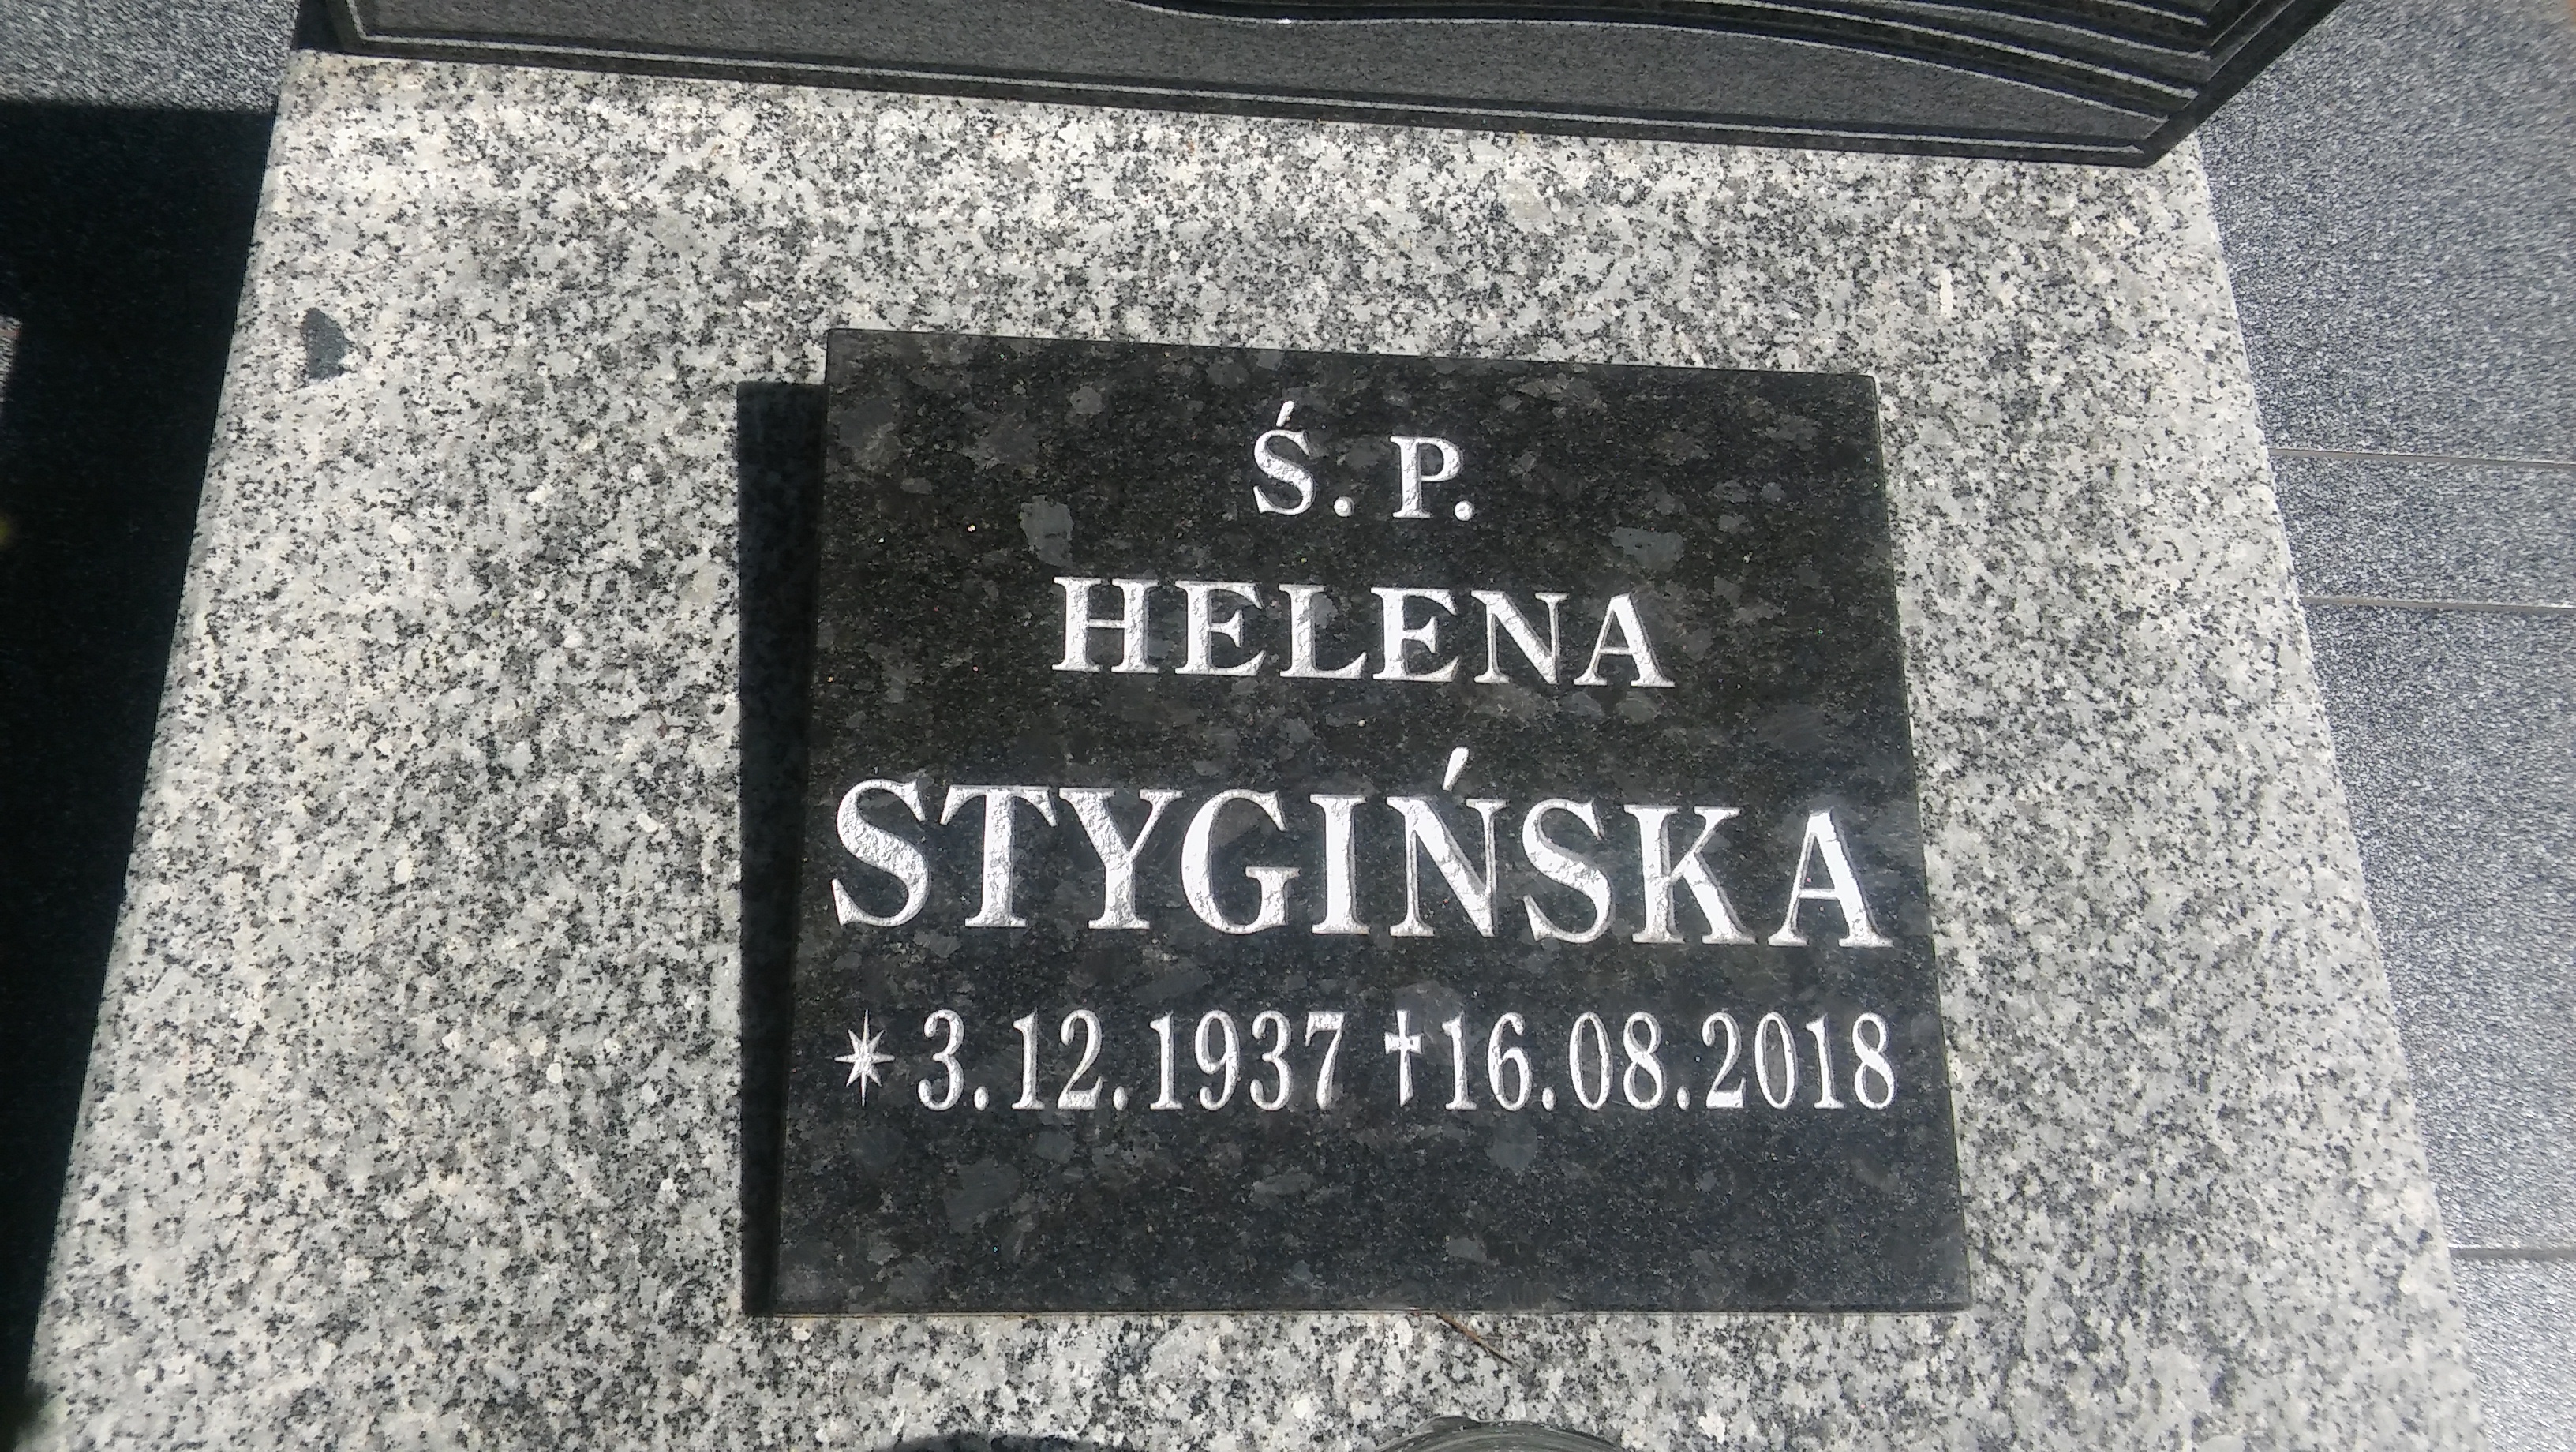 Ś. P.
HELENA
STYGIŃSKA
✶ 3.12.1937 ✝16.08.2018